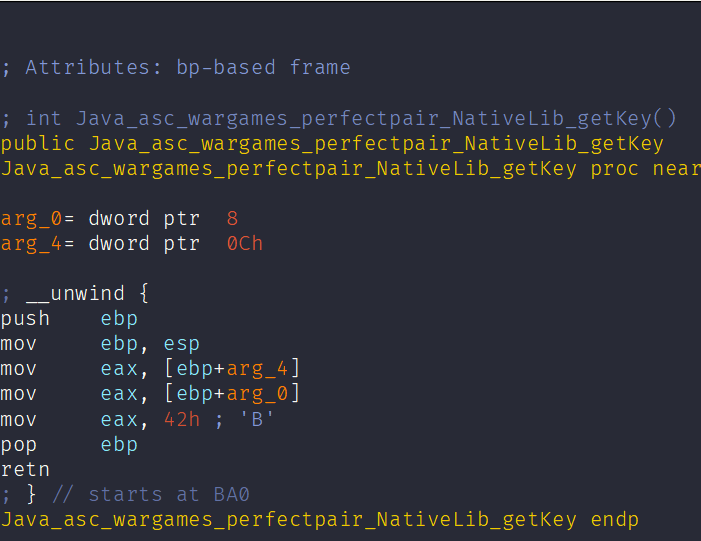 ; Attributes: bp-based frame
; int Java_asc_wargames_perfectpair_NativeLib_getKey()
public Java_asc_wargames_perfectpair_NativeLib_getKey
Java_asc_wargames_perfectpair_NativeLib_getKey proc near
arg_0= dword ptr  8
arg_4= dword ptr  0Ch
; __unwind {
push    ebp
mov     ebp, esp
mov     eax, [ebp+arg_4]
mov     eax, [ebp+arg_0]
mov     eax, 42h ; 'B'
pop     ebp
retn
; } // starts at BA0
Java_asc_wargames_perfectpair_NativeLib_getKey endp